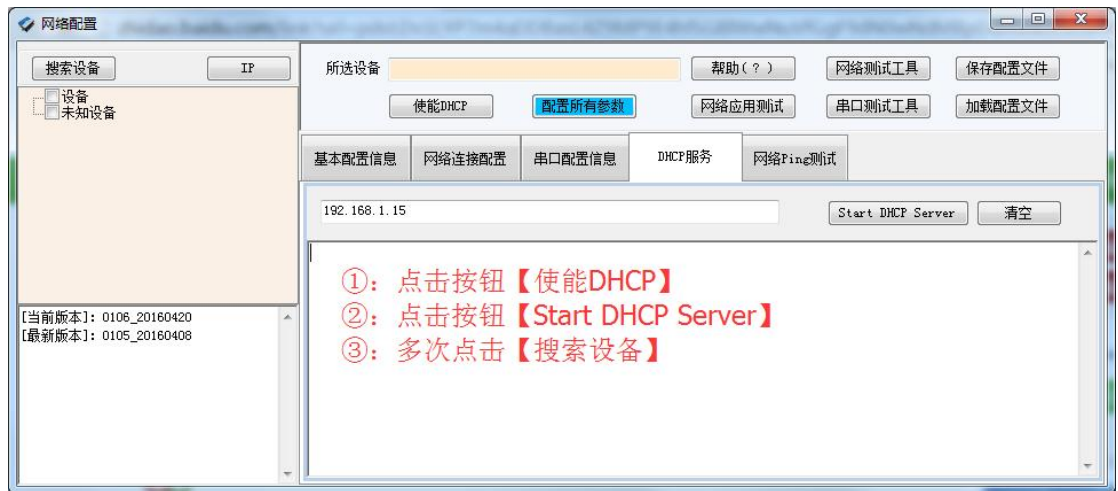 网络配置
搜索设备 IP
设备
未知设备
[当前版本]: 0106_20160420
[最新版本]: 0105_20160408
所选设备 帮助(?) 网络测试工具 保存配置文件
使能DHCP 配置所有参数 网络应用测试 串口测试工具 加载配置文件
基本配置信息 网络连接配置 串口配置信息 DHCP服务 网络Ping测试
192.168.1.15 Start DHCP Server 清空
①：点击按钮【使能DHCP】
②：点击按钮【Start DHCP Server】
③：多次点击【搜索设备】